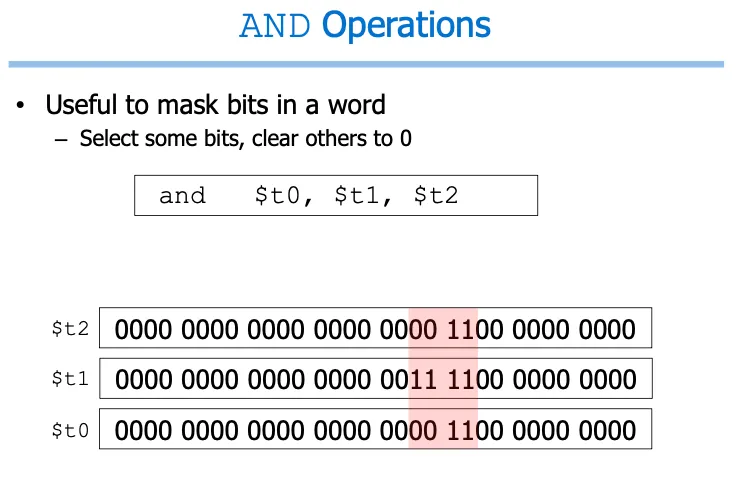 AND Operations
• Useful to mask bits in a word
– Select some bits, clear others to 0
and $t0, $t1, $t2
$t2 0000 0000 0000 0000 0000 1100 0000 0000
$t1 0000 0000 0000 0000 0011 1100 0000 0000
$t0 0000 0000 0000 0000 0000 1100 0000 0000